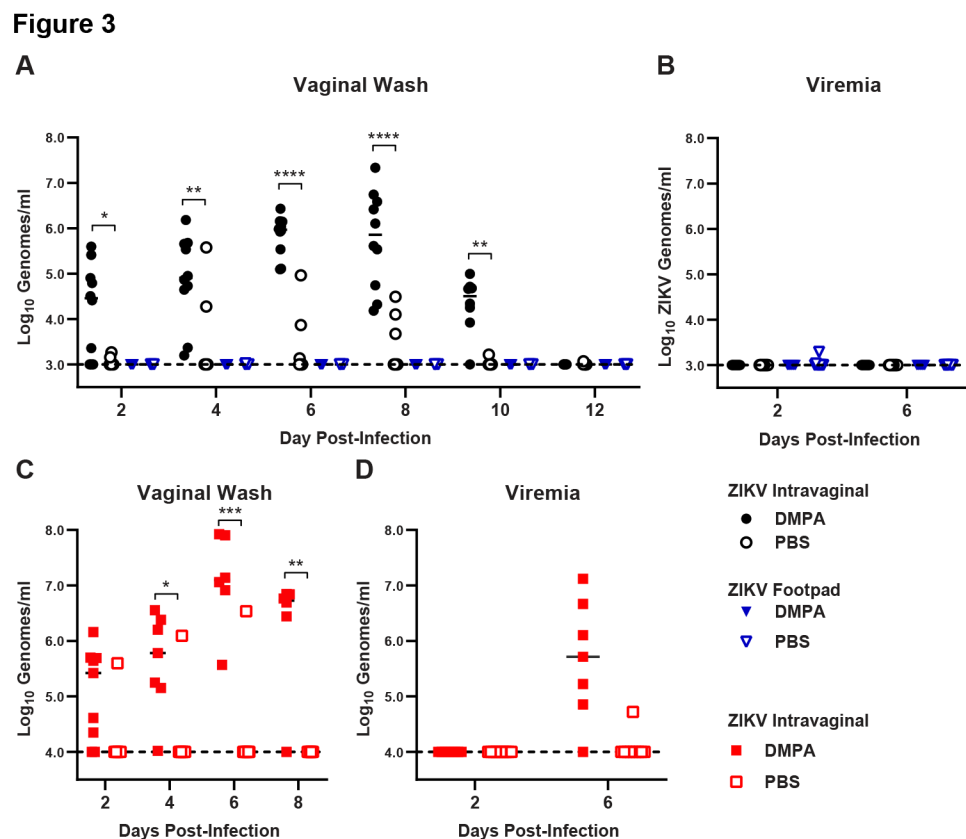 Figure 3
A
Vaginal Wash
Log10 Genomes/ml
8.0
7.0
6.0
5.0
4.0
3.0
*
**
****
****
**
2 4 6 8 10 12
Day Post-Infection
B
Viremia
Log10 ZIKV Genomes/ml
8.0
7.0
6.0
5.0
4.0
3.0
2 6
Days Post-Infection
C
Vaginal Wash
Log10 Genomes/ml
8.0
7.0
6.0
5.0
4.0
*
***
**
2 4 6 8
Days Post-Infection
D
Viremia
Log10 Genomes/ml
8.0
7.0
6.0
5.0
4.0
2 6
Days Post-Infection
ZIKV Intravaginal
DMPA
PBS
ZIKV Footpad
DMPA
PBS
ZIKV Intravaginal
DMPA
PBS